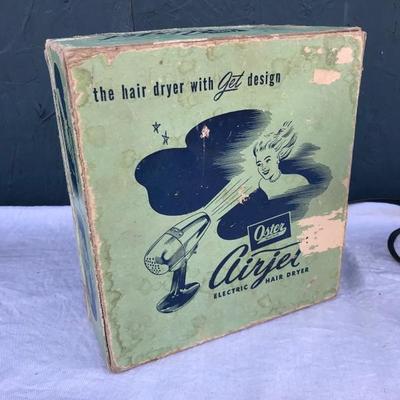 the hair dryer with jet design
Oster
Airjet
ELECTRIC HAIR DRYER